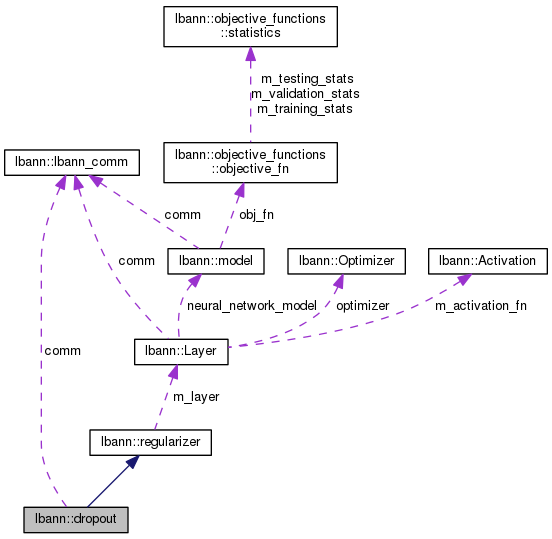 lbann::objective_functions
::statistics
m_testing_stats
m_validation_stats
m_training_stats
lbann::objective_functions
::objective_fn
lbann::lbann_comm
comm
obj_fn
lbann::model
lbann::Optimizer
lbann::Activation
comm
neural_network_model
optimizer
m_activation_fn
comm
lbann::Layer
m_layer
lbann::regularizer
lbann::dropout